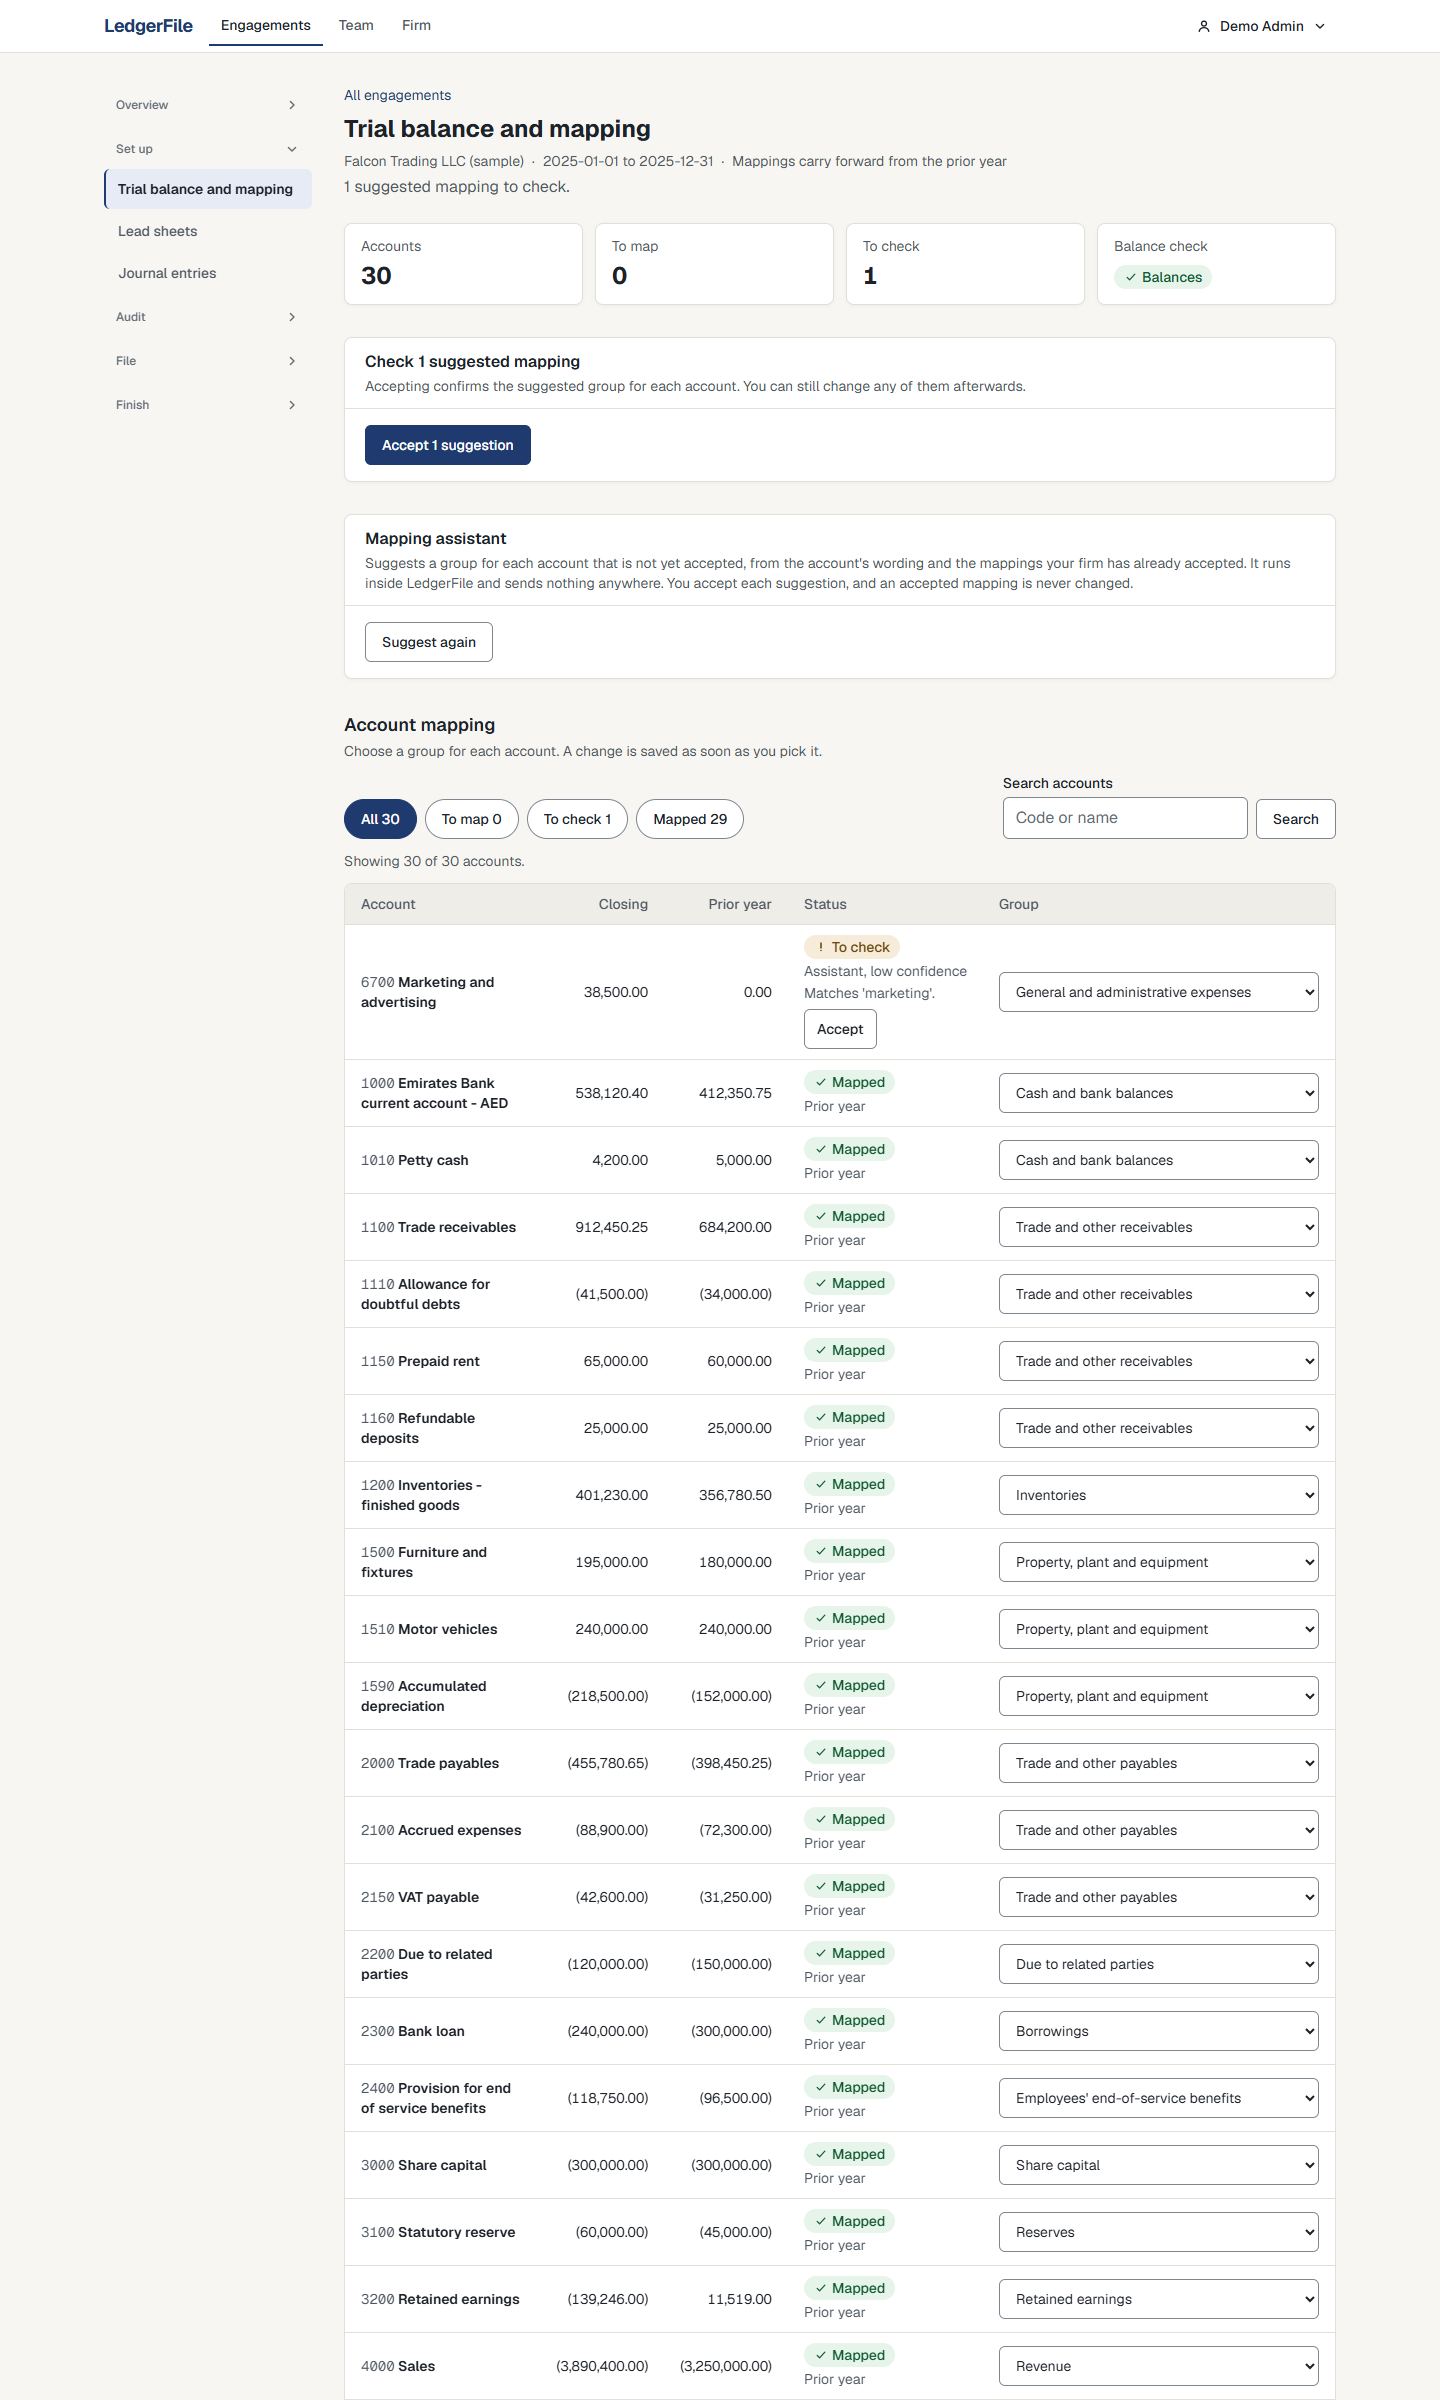 LedgerFile Engagements Team Firm Demo Admin
Overview
Set up
Trial balance and mapping
Lead sheets
Journal entries
Audit
File
Finish
All engagements
Trial balance and mapping
Falcon Trading LLC (sample) · 2025-01-01 to 2025-12-31 · Mappings carry forward from the prior year
1 suggested mapping to check.
Accounts
30
To map
0
To check
1
Balance check
Balances
Check 1 suggested mapping
Accepting confirms the suggested group for each account. You can still change any of them afterwards.
Accept 1 suggestion
Mapping assistant
Suggests a group for each account that is not yet accepted, from the account's wording and the mappings your firm has already accepted. It runs
inside LedgerFile and sends nothing anywhere. You accept each suggestion, and an accepted mapping is never changed.
Suggest again
Account mapping
Choose a group for each account. A change is saved as soon as you pick it.
All 30 To map 0 To check 1 Mapped 29
Search accounts
Code or name Search
Showing 30 of 30 accounts.
Account Closing Prior year Status Group
6700 Marketing and
advertising
38,500.00 0.00
! To check
Assistant, low confidence
Matches 'marketing'.
Accept
General and administrative expenses
1000 Emirates Bank
current account - AED
538,120.40 412,350.75
Mapped
Prior year
Cash and bank balances
1010 Petty cash 4,200.00 5,000.00
Mapped
Prior year
Cash and bank balances
1100 Trade receivables 912,450.25 684,200.00
Mapped
Prior year
Trade and other receivables
1110 Allowance for
doubtful debts
(41,500.00) (34,000.00)
Mapped
Prior year
Trade and other receivables
1150 Prepaid rent 65,000.00 60,000.00
Mapped
Prior year
Trade and other receivables
1160 Refundable
deposits
25,000.00 25,000.00
Mapped
Prior year
Trade and other receivables
1200 Inventories -
finished goods
401,230.00 356,780.50
Mapped
Prior year
Inventories
1500 Furniture and
fixtures
195,000.00 180,000.00
Mapped
Prior year
Property, plant and equipment
1510 Motor vehicles 240,000.00 240,000.00
Mapped
Prior year
Property, plant and equipment
1590 Accumulated
depreciation
(218,500.00) (152,000.00)
Mapped
Prior year
Property, plant and equipment
2000 Trade payables (455,780.65) (398,450.25)
Mapped
Prior year
Trade and other payables
2100 Accrued expenses (88,900.00) (72,300.00)
Mapped
Prior year
Trade and other payables
2150 VAT payable (42,600.00) (31,250.00)
Mapped
Prior year
Trade and other payables
2200 Due to related
parties
(120,000.00) (150,000.00)
Mapped
Prior year
Due to related parties
2300 Bank loan (240,000.00) (300,000.00)
Mapped
Prior year
Borrowings
2400 Provision for end
of service benefits
(118,750.00) (96,500.00)
Mapped
Prior year
Employees' end-of-service benefits
3000 Share capital (300,000.00) (300,000.00)
Mapped
Prior year
Share capital
3100 Statutory reserve (60,000.00) (45,000.00)
Mapped
Prior year
Reserves
3200 Retained earnings (139,246.00) 11,519.00
Mapped
Prior year
Retained earnings
4000 Sales (3,890,400.00) (3,250,000.00)
Mapped
Prior year
Revenue